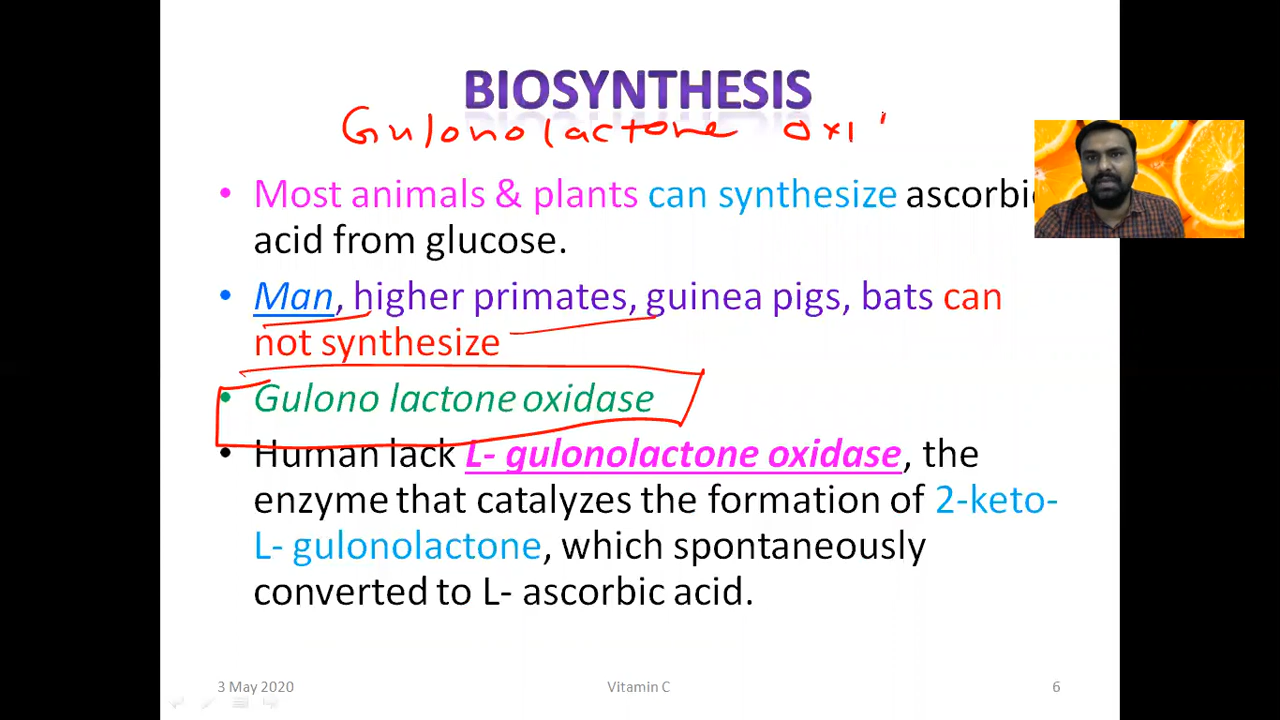 BIOSYNTHESIS
Gulonolactone oxi
• Most animals & plants can synthesize ascorbic
acid from glucose.
• Man, higher primates, guinea pigs, bats can
not synthesize
• Gulono lactone oxidase
• Human lack L- gulonolactone oxidase, the
enzyme that catalyzes the formation of 2-keto-
L- gulonolactone, which spontaneously
converted to L- ascorbic acid.
3 May 2020 Vitamin C 6